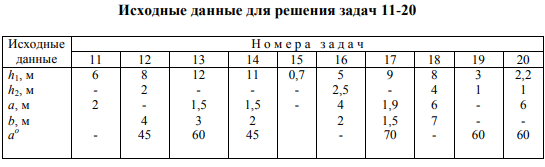 Исходные данные для решения задач 11-20
Исходные данные Н о м е р а з а д а ч
11 12 13 14 15 16 17 18 19 20
h1, м 6 8 12 11 0,7 5 9 8 3 2,2
h2, м - 2 - - - 2,5 - 4 1 1
a, м 2 - 1,5 1,5 - 4 1,9 6 - 6
b, м 4 3 2 2 1,5 7 - -
aº - 45 60 45 - 70 - 60 60